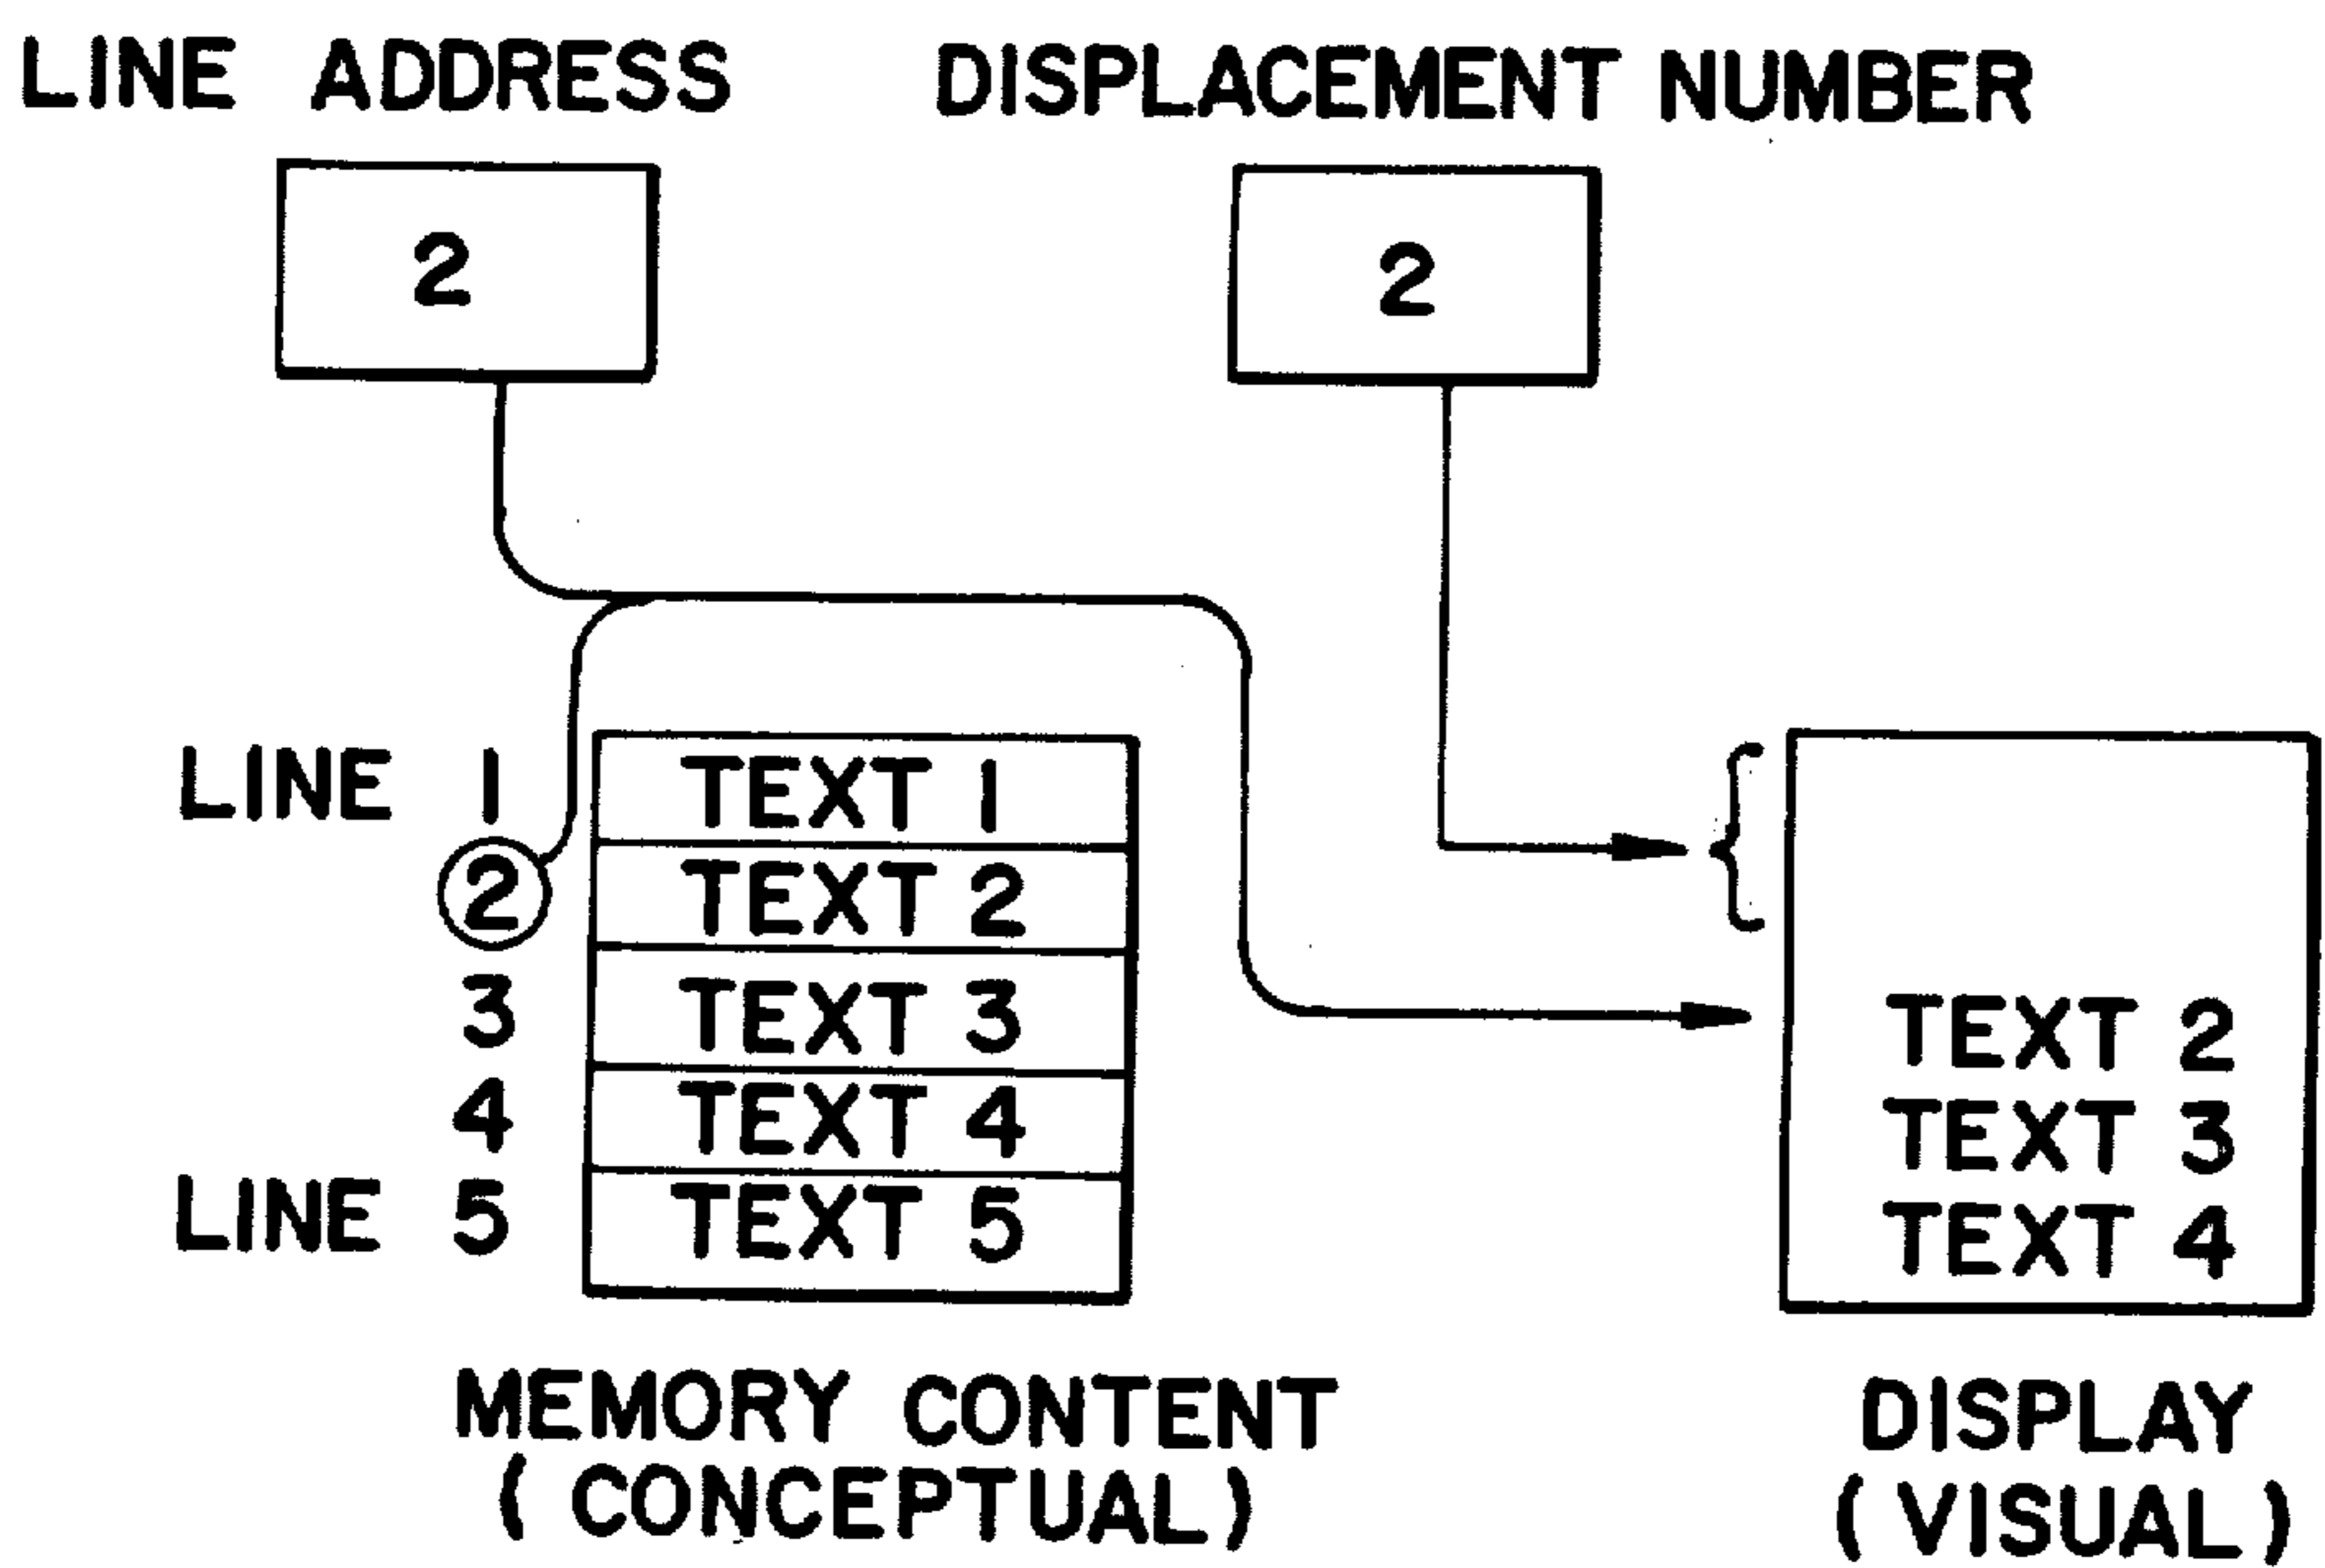 LINE ADDRESS
DISPLACEMENT NUMBER
2
2
LINE 1 TEXT 1
2 TEXT 2
3 TEXT 3
4 TEXT 4
LINE 5 TEXT 5
TEXT 2
TEXT 3
TEXT 4
MEMORY CONTENT
(CONCEPTUAL)
DISPLAY
(VISUAL)